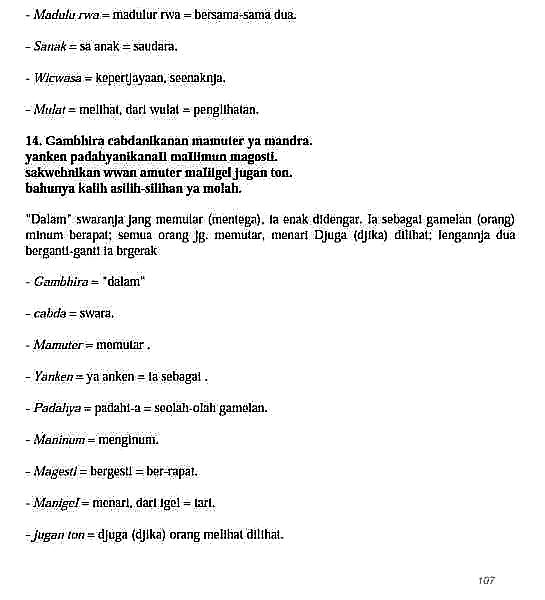 - Madulu rwa = madulur rwa = bersama-sama dua.
- Sanak = sa anak = saudara.
- Wicwasa = kepertjayaan, seenaknja.
- Mulat = melihat, dari wulat = penglihatan.
14. Gambhira cabdanikanan mamuter ya mandra.
yanken padahyanikanaII maIIimun magosti.
sakwehnikan wwan amuter maIiigel jugan ton.
bahunya kalih asilih-silihan ya molah.
"Dalam" swaranja jang memutar (mentega), ia enak didengar. Ia sebagai gamelan (orang)
minum berapat; semua orang jg. memutar, menari Djuga (djika) dilihat; lengannja dua
berganti-ganti ia brgerak
- Gambhira = "dalam"
- cabda = swara.
- Mamuter = memutar .
- Yanken = ya anken = ia sebagai .
- Padahya = padahi-a = seolah-olah gamelan.
- Maninum = menginum.
- Magesti = bergesti = ber-rapat.
- Manigel = menari, dari igel = tari.
- jugan ton = djuga (djika) orang melihat dilihat.
107